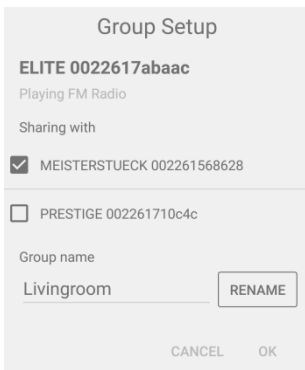 Group Setup
ELITE 0022617abaac
Playing FM Radio
Sharing with
MEISTERSTUECK 002261568628
PRESTIGE 002261710c4c
Group name
Livingroom RENAME
CANCEL OK